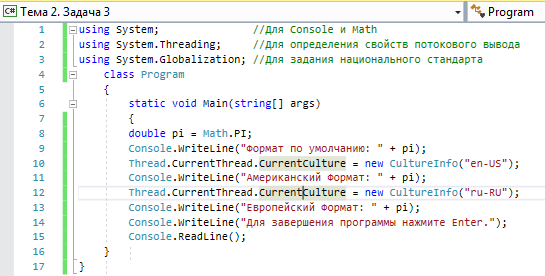 Тема 2. Задача 3 Program
1 using System; //Для Console и Math
2 using System.Threading; //Для определения свойств потокового вывода
3 using System.Globalization; //Для задания национального стандарта
4 class Program
5 {
6 static void Main(string[] args)
7 {
8 double pi = Math.PI;
9 Console.WriteLine("Формат по умолчанию: " + pi);
10 Thread.CurrentThread.CurrentCulture = new CultureInfo("en-US");
11 Console.WriteLine("Американский Формат: " + pi);
12 Thread.CurrentThread.CurrentCulture = new CultureInfo("ru-RU");
13 Console.WriteLine("Европейский Формат: " + pi);
14 Console.WriteLine("Для завершения программы нажмите Enter.");
15 Console.ReadLine();
16 }
17 }